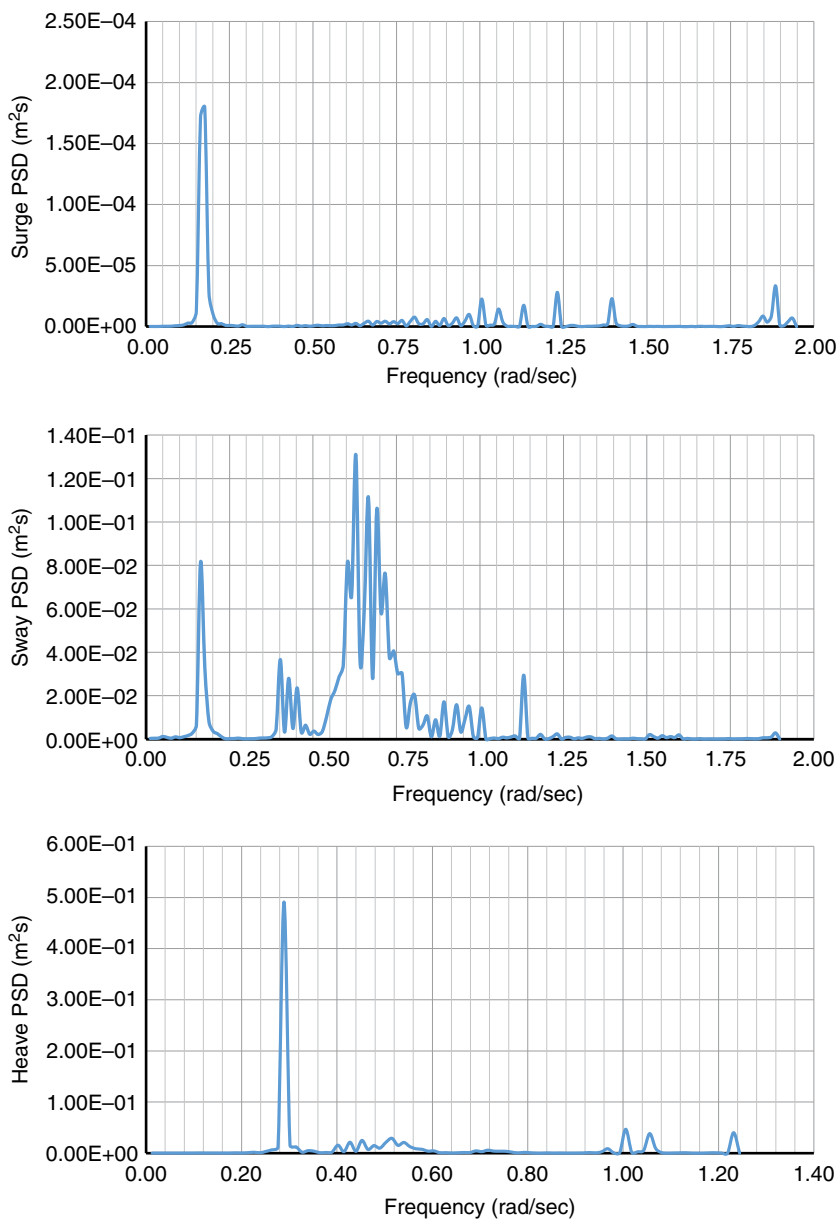 2.50E–04
2.00E–04
1.50E–04
1.00E–04
5.00E–05
0.00E+00
Surge PSD (m²s)
0.00 0.25 0.50 0.75 1.00 1.25 1.50 1.75 2.00
Frequency (rad/sec)
1.40E–01
1.20E–01
1.00E–01
8.00E–02
6.00E–02
4.00E–02
2.00E–02
0.00E+00
Sway PSD (m²s)
0.00 0.25 0.50 0.75 1.00 1.25 1.50 1.75 2.00
Frequency (rad/sec)
6.00E–01
5.00E–01
4.00E–01
3.00E–01
2.00E–01
1.00E–01
0.00E+00
Heave PSD (m²s)
0.00 0.20 0.40 0.60 0.80 1.00 1.20 1.40
Frequency (rad/sec)